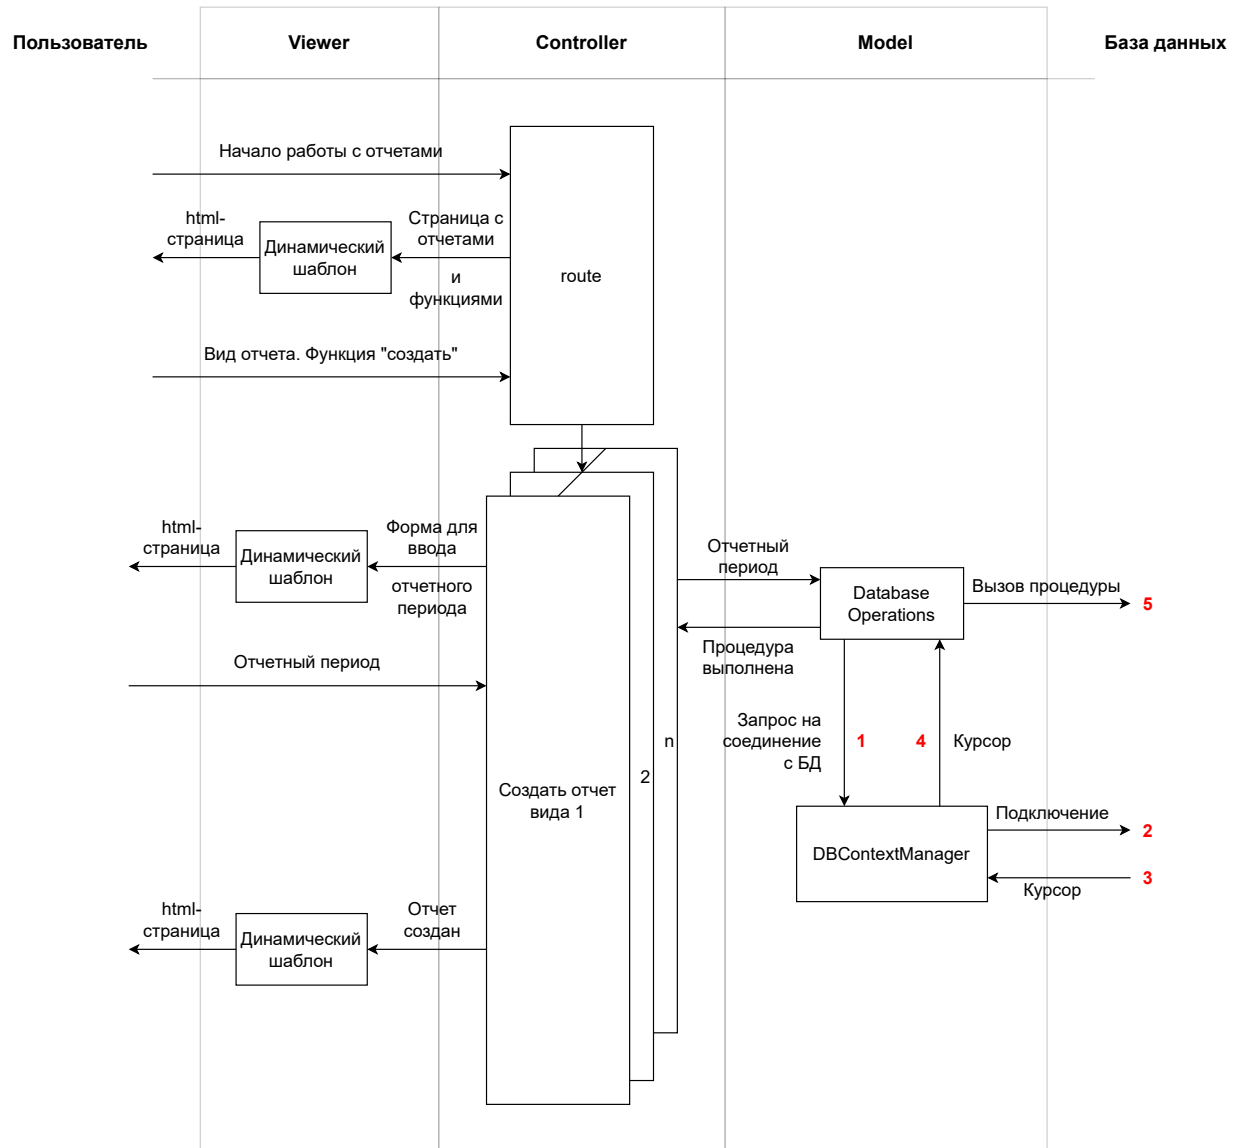 Пользователь
Viewer
Controller
Model
База данных
Начало работы с отчетами
html-
страница
Динамический
шаблон
Страница с
отчетами
и
функциями
route
Вид отчета. Функция "создать"
html-
страница
Динамический
шаблон
Форма для
ввода
отчетного
периода
Отчетный
период
Database
Operations
Вызов процедуры
5
Процедура
выполнена
Отчетный период
Запрос на
соединение
с БД
1
4
Курсор
n
2
Создать отчет
вида 1
DBContextManager
Подключение
2
3
Курсор
html-
страница
Динамический
шаблон
Отчет
создан